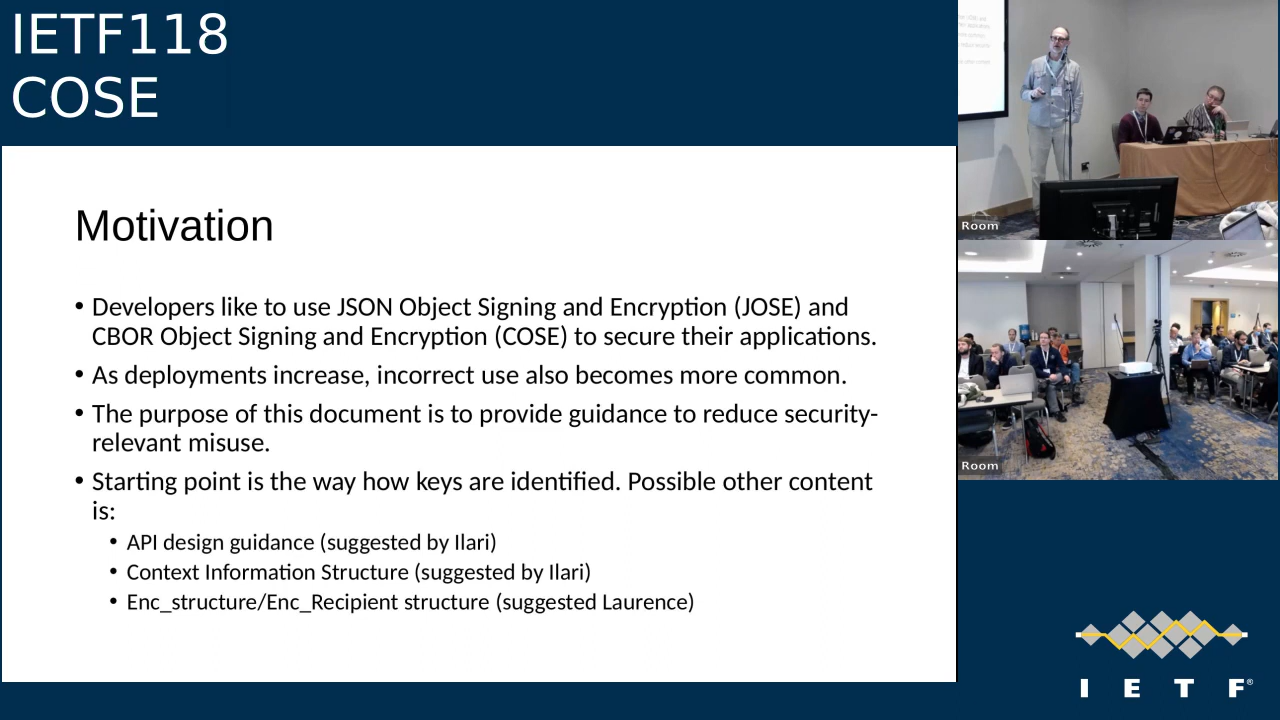 IETF118
COSE
Motivation
• Developers like to use JSON Object Signing and Encryption (JOSE) and
CBOR Object Signing and Encryption (COSE) to secure their applications.
• As deployments increase, incorrect use also becomes more common.
• The purpose of this document is to provide guidance to reduce security-
relevant misuse.
• Starting point is the way how keys are identified. Possible other content
is:
• API design guidance (suggested by Ilari)
• Context Information Structure (suggested by Ilari)
• Enc_structure/Enc_Recipient structure (suggested Laurence)
Room
Room
I E T F®